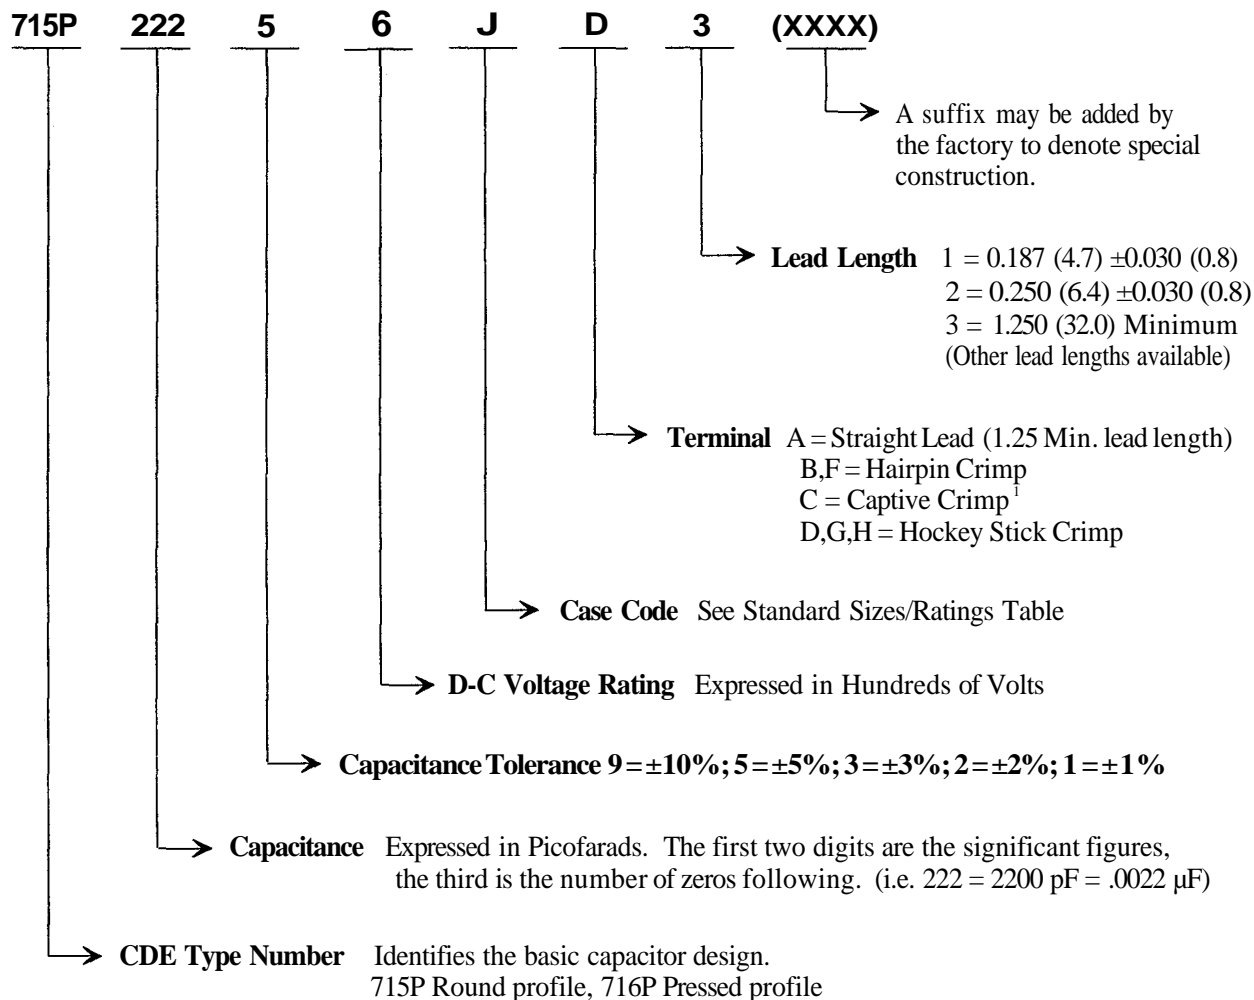 715P 222 5 6 J D 3 (XXXX)
A suffix may be added by
the factory to denote special
construction.
Lead Length 1 = 0.187 (4.7) ±0.030 (0.8)
2 = 0.250 (6.4) ±0.030 (0.8)
3 = 1.250 (32.0) Minimum
(Other lead lengths available)
Terminal A = Straight Lead (1.25 Min. lead length)
B,F = Hairpin Crimp
C = Captive Crimp ¹
D,G,H = Hockey Stick Crimp
Case Code See Standard Sizes/Ratings Table
D-C Voltage Rating Expressed in Hundreds of Volts
Capacitance Tolerance 9=±10%; 5=±5%; 3=±3%; 2=±2%; 1=±1%
Capacitance Expressed in Picofarads. The first two digits are the significant figures,
the third is the number of zeros following. (i.e. 222 = 2200 pF = .0022 µF)
CDE Type Number Identifies the basic capacitor design.
715P Round profile, 716P Pressed profile